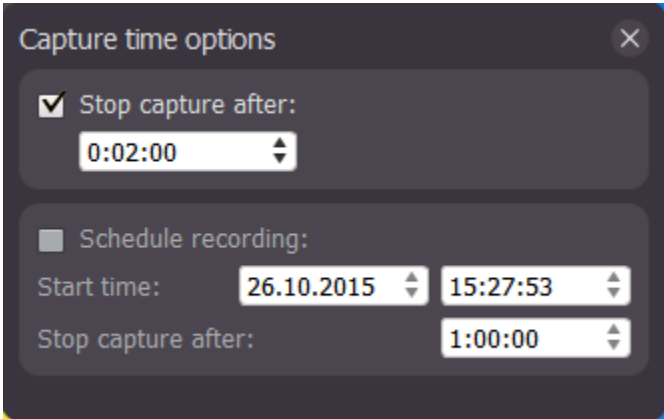 Capture time options
Stop capture after:
0:02:00
Schedule recording:
Start time: 26.10.2015 15:27:53
Stop capture after: 1:00:00